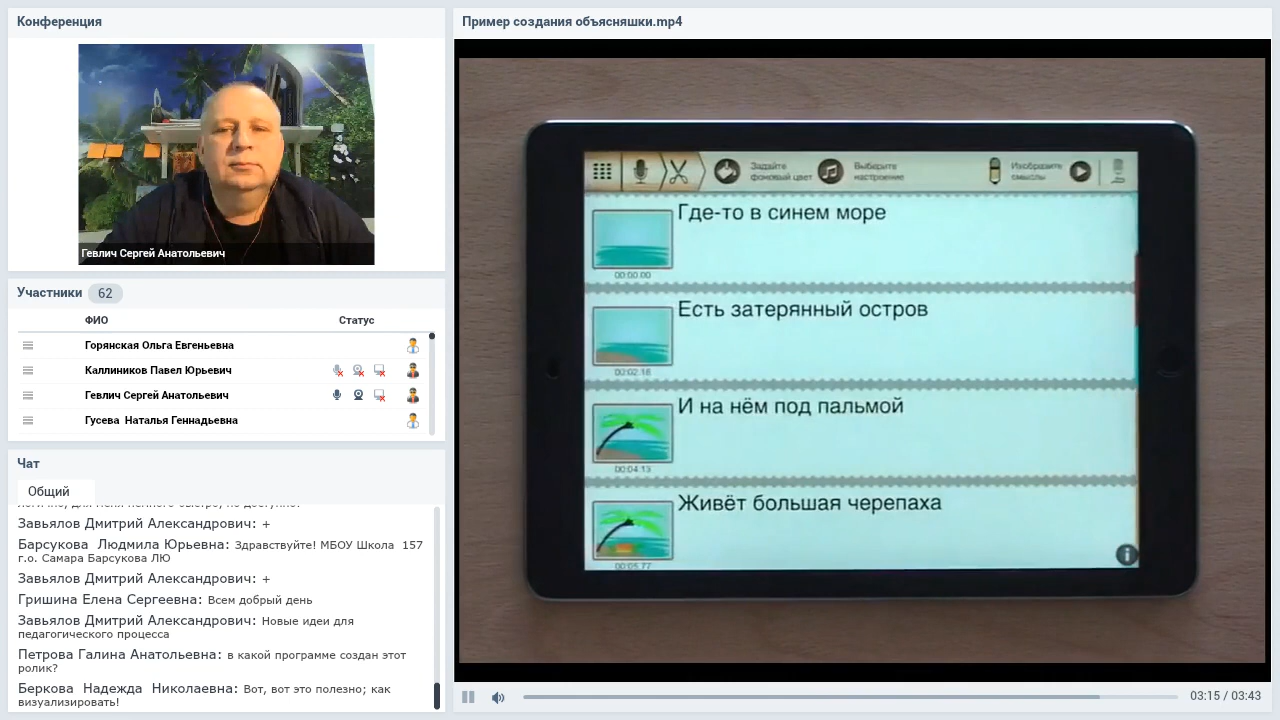 Конференция
Гевлич Сергей Анатольевич
Участники 62
ФИО Статус
Горянская Ольга Евгеньевна
Каллиников Павел Юрьевич
Гевлич Сергей Анатольевич
Гусева Наталья Геннадьевна
Чат
Общий
Завьялов Дмитрий Александрович: +
Барсукова Людмила Юрьевна: Здравствуйте! МБОУ Школа 157
г.о. Самара Барсукова ЛЮ
Завьялов Дмитрий Александрович: +
Гришина Елена Сергеевна: Всем добрый день
Завьялов Дмитрий Александрович: Новые идеи для
педагогического процесса
Петрова Галина Анатольевна: в какой программе создан этот
ролик?
Беркова Надежда Николаевна: Вот, вот это полезно; как
визуализировать!
Пример создания объясняшки.mp4
Задайте
фоновый цвет
Выберите
настроение
Изобразите
смыслы
Где-то в синем море
00:00.00
Есть затерянный остров
00:02.18
И на нём под пальмой
00:04.13
Живёт большая черепаха
00:05.77
03:15 / 03:43